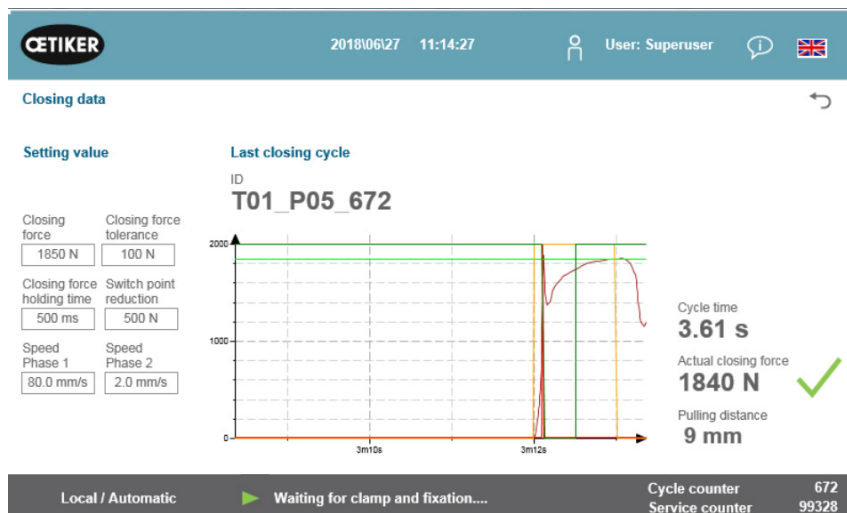 ŒTIKER
2018\06\27 11:14:27
User: Superuser
Closing data
Setting value
Last closing cycle
ID
T01_P05_672
Closing force
1850 N
Closing force tolerance
100 N
Closing force holding time
500 ms
Switch point reduction
500 N
Speed Phase 1
80.0 mm/s
Speed Phase 2
2.0 mm/s
2000
1000
0
3m10s
3m12s
Cycle time
3.61 s
Actual closing force
1840 N
Pulling distance
9 mm
Local / Automatic
Waiting for clamp and fixation....
Cycle counter 672
Service counter 99328